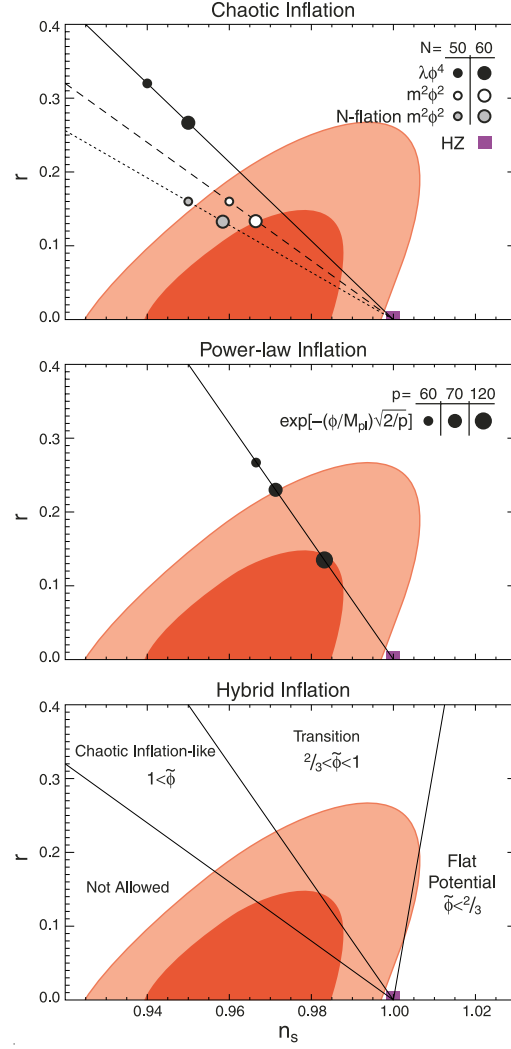 Chaotic Inflation
0.4
0.3
0.2
0.1
0.0
r
N= 50 60
λϕ⁴
m²ϕ²
N-flation m²ϕ²
HZ
Power-law Inflation
0.4
0.3
0.2
0.1
0.0
r
p= 60 70 120
exp[-(ϕ/Mpl)√2/p]
Hybrid Inflation
0.4
0.3
0.2
0.1
0.0
r
Transition
2/3<ϕ̃<1
Chaotic Inflation-like
1<ϕ̃
Not Allowed
Flat
Potential
ϕ̃<2/3
0.94 0.96 0.98 1.00 1.02
nₛ